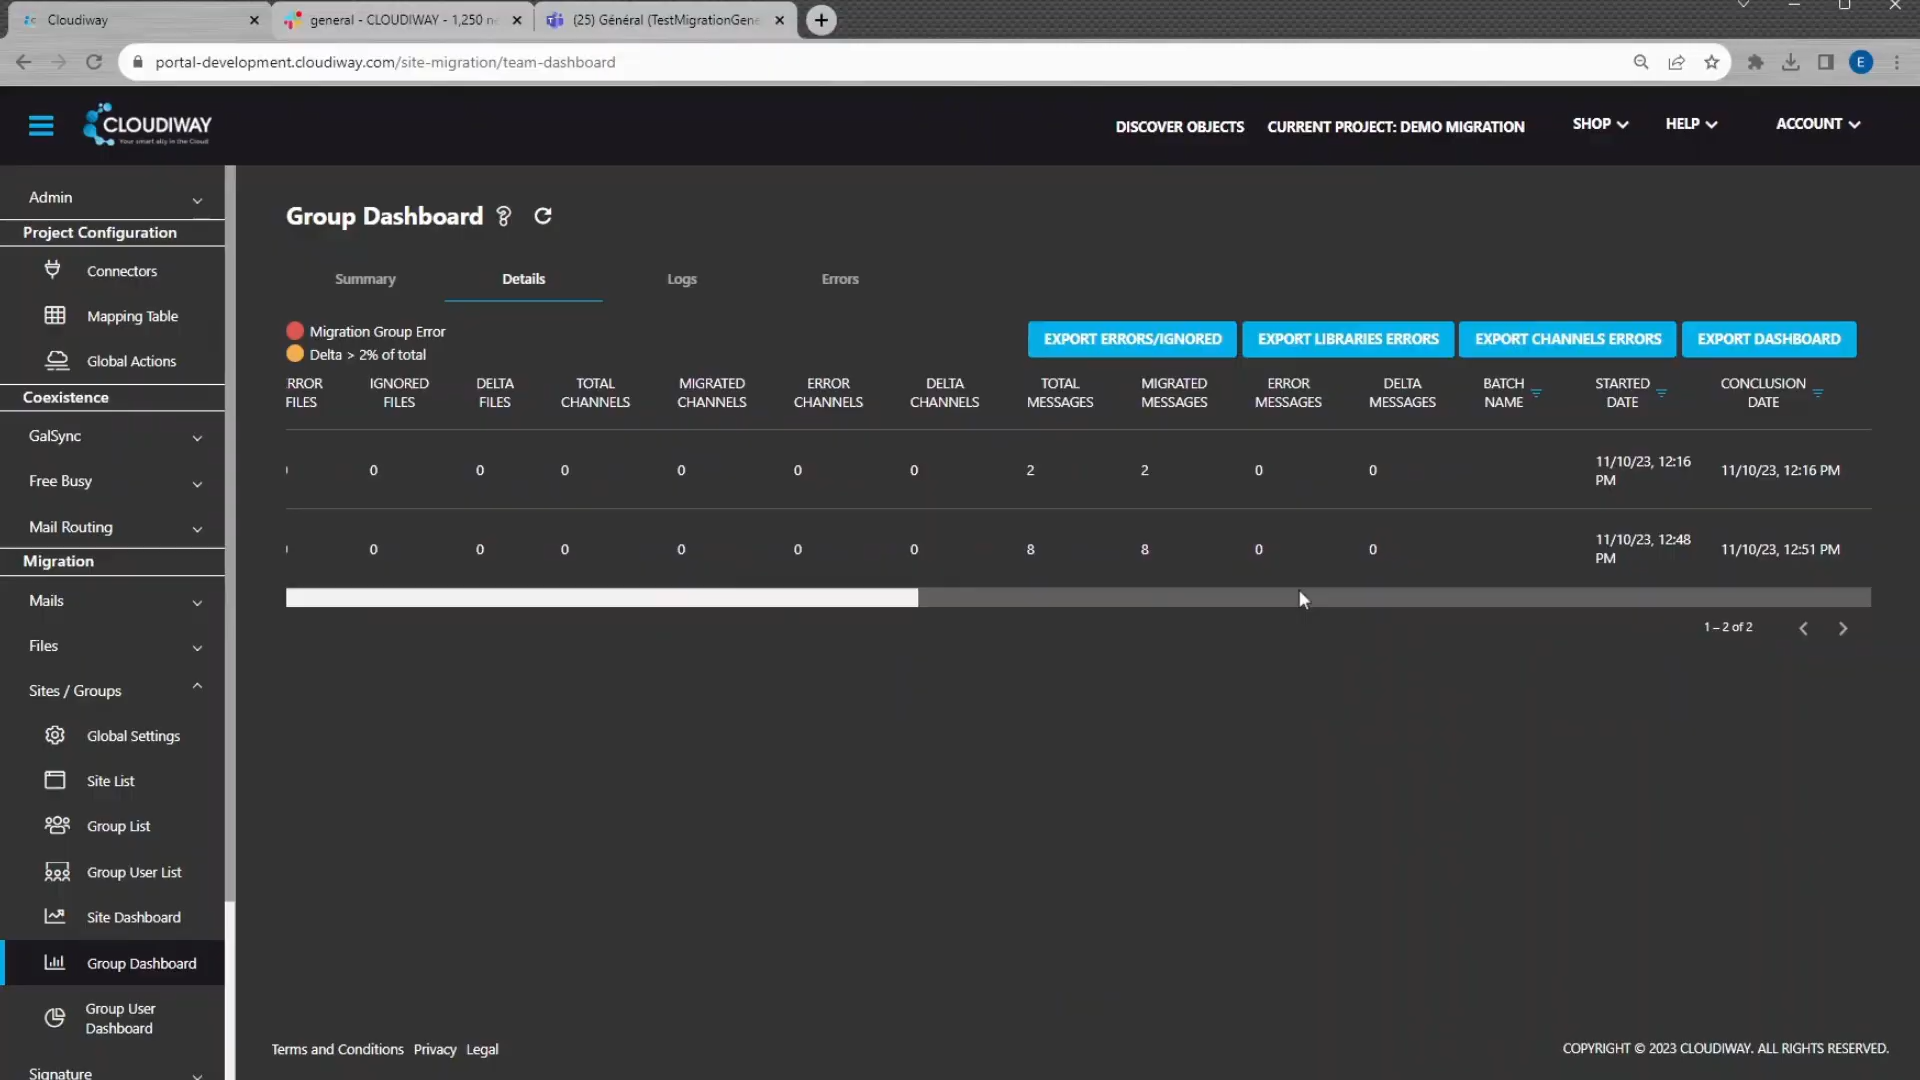 Cloudiway
general - CLOUDIWAY - 1,250 n
(25) Général (TestMigrationGene
portal-development.cloudiway.com/site-migration/team-dashboard
E
CLOUDIWAY
Your smart ally in the Cloud
DISCOVER OBJECTS
CURRENT PROJECT: DEMO MIGRATION
SHOP
HELP
ACCOUNT
Admin
Project Configuration
Connectors
Mapping Table
Global Actions
Coexistence
GalSync
Free Busy
Mail Routing
Migration
Mails
Files
Sites / Groups
Global Settings
Site List
Group List
Group User List
Site Dashboard
Group Dashboard
Group User
Dashboard
Signature
Group Dashboard ?
Summary
Details
Logs
Errors
Migration Group Error
Delta > 2% of total
EXPORT ERRORS/IGNORED
EXPORT LIBRARIES ERRORS
EXPORT CHANNELS ERRORS
EXPORT DASHBOARD
RROR FILES
IGNORED FILES
DELTA FILES
TOTAL CHANNELS
MIGRATED CHANNELS
ERROR CHANNELS
DELTA CHANNELS
TOTAL MESSAGES
MIGRATED MESSAGES
ERROR MESSAGES
DELTA MESSAGES
BATCH NAME
STARTED DATE
CONCLUSION DATE
0 0 0 0 0 0 2 2 0 0 11/10/23, 12:16 PM 11/10/23, 12:16 PM
0 0 0 0 0 0 8 8 0 0 11/10/23, 12:48 PM 11/10/23, 12:51 PM
1 – 2 of 2
Terms and Conditions Privacy Legal
COPYRIGHT © 2023 CLOUDIWAY. ALL RIGHTS RESERVED.